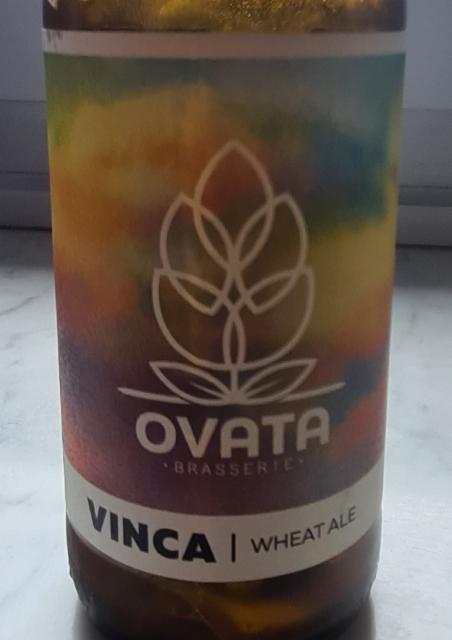 OVATA
·BRASSERIE·
VINCA | WHEAT ALE